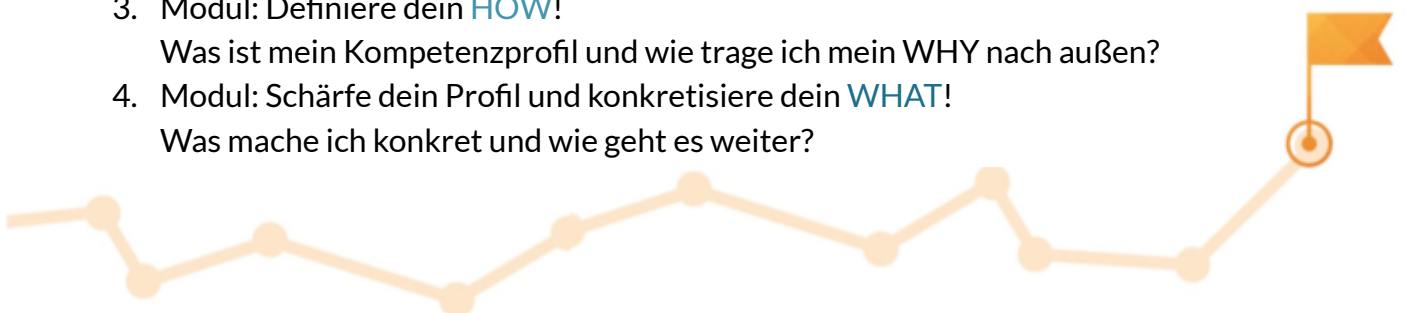 3. Modul: Definiere dein HOW!
Was ist mein Kompetenzprofil und wie trage ich mein WHY nach außen?
4. Modul: Schärfe dein Profil und konkretisiere dein WHAT!
Was mache ich konkret und wie geht es weiter?